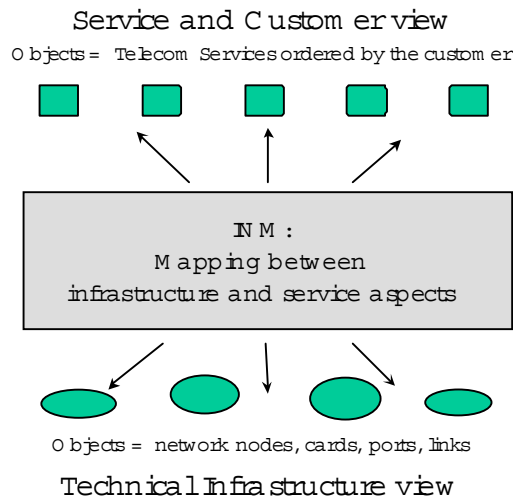 Service and Customer view
Objects = Telecom Services ordered by the customer
INM:
Mapping between
infrastructure and service aspects
Objects = network nodes, cards, ports, links
Technical Infrastructure view